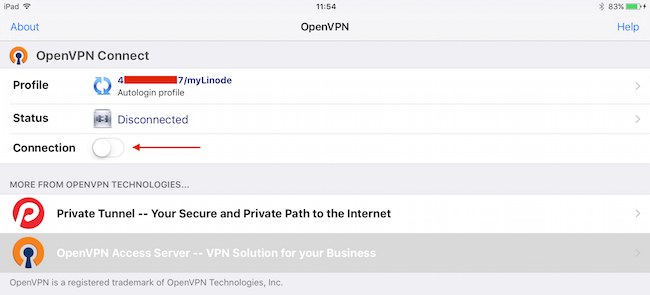 iPad 11:54 83%
About OpenVPN Help
OpenVPN Connect
Profile 4 7/myLinode
Autologin profile
Status Disconnected
Connection
MORE FROM OPENVPN TECHNOLOGIES...
Private Tunnel -- Your Secure and Private Path to the Internet
OpenVPN Access Server -- VPN Solution for your Business
OpenVPN is a registered trademark of OpenVPN Technologies, Inc.